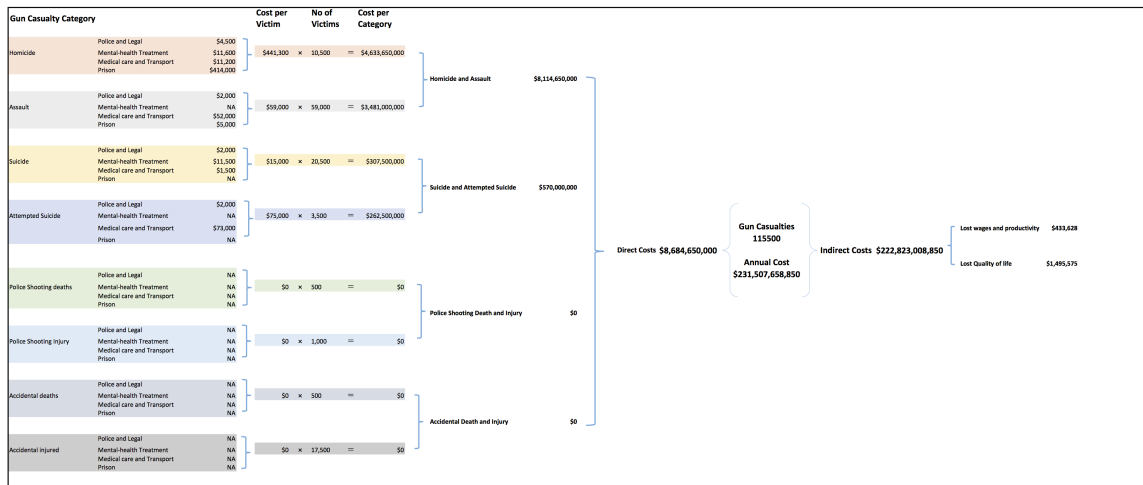 Gun Casualty Category Cost per Victim No of Victims Cost per Category
Police and Legal $4,500
Homicide Mental-health Treatment $11,600 $441,300 × 10,500 = $4,633,650,000
Medical care and Transport $11,200
Prison $414,000
Homicide and Assault $8,114,650,000
Police and Legal $2,000
Assault Mental-health Treatment NA $59,000 × 59,000 = $3,481,000,000
Medical care and Transport $52,000
Prison $5,000
Police and Legal $2,000
Suicide Mental-health Treatment $11,500 $15,000 × 20,500 = $307,500,000
Medical care and Transport $1,500
Prison NA
Suicide and Attempted Suicide $570,000,000
Police and Legal $2,000
Attempted Suicide Mental-health Treatment NA $75,000 × 3,500 = $262,500,000
Medical care and Transport $73,000
Prison NA
Police and Legal NA
Police Shooting deaths Mental-health Treatment NA $0 × 500 = $0
Medical care and Transport NA
Prison NA
Police Shooting Death and Injury $0
Police and Legal NA
Police Shooting Injury Mental-health Treatment NA $0 × 1,000 = $0
Medical care and Transport NA
Prison NA
Police and Legal NA
Accidental deaths Mental-health Treatment NA $0 × 500 = $0
Medical care and Transport NA
Prison NA
Accidental Death and Injury $0
Police and Legal NA
Accidental injured Mental-health Treatment NA $0 × 17,500 = $0
Medical care and Transport NA
Prison NA
Direct Costs $8,684,650,000
Gun Casualties
115500
Annual Cost
$231,507,658,850
Indirect Costs $222,823,008,850
Lost wages and productivity $433,628
Lost Quality of life $1,495,575